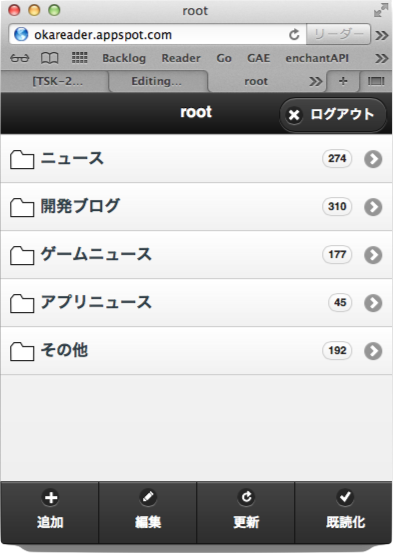 root
okareader.appspot.com リーダー
Backlog Reader Go GAE enchantAPI
[TSK-2... Editing... root
root ログアウト
ニュース 274
開発ブログ 310
ゲームニュース 177
アプリニュース 45
その他 192
追加 編集 更新 既読化